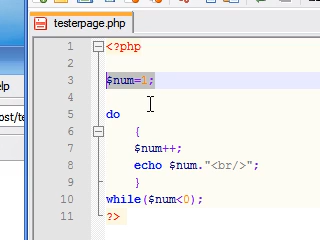 testerpage.php
lp
ost/te
1 <?php
2
3 $num=1;
4
5 do
6 {
7 $num++;
8 echo $num."<br/>";
9 }
10 while($num<0);
11 ?>